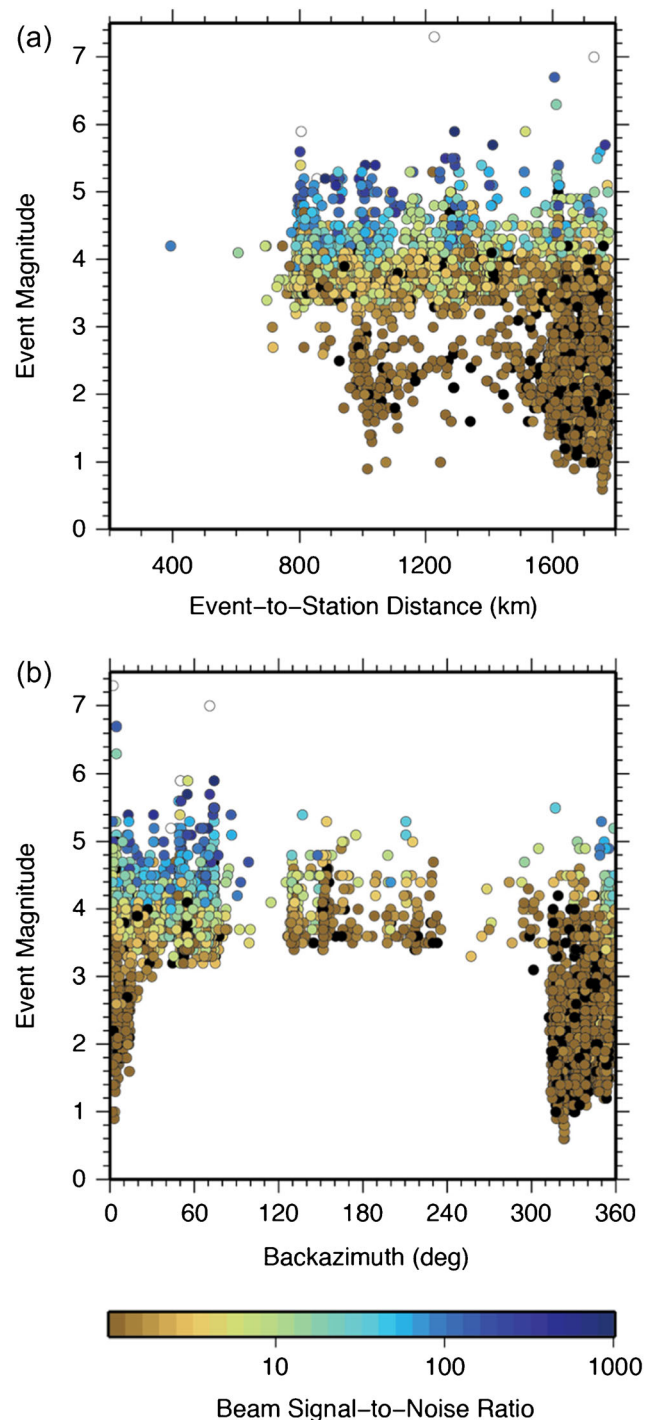 (a)
7
6
5
4
3
2
1
0
Event Magnitude
400 800 1200 1600
Event−to−Station Distance (km)
(b)
7
6
5
4
3
2
1
0
Event Magnitude
0 60 120 180 240 300 360
Backazimuth (deg)
10 100 1000
Beam Signal−to−Noise Ratio